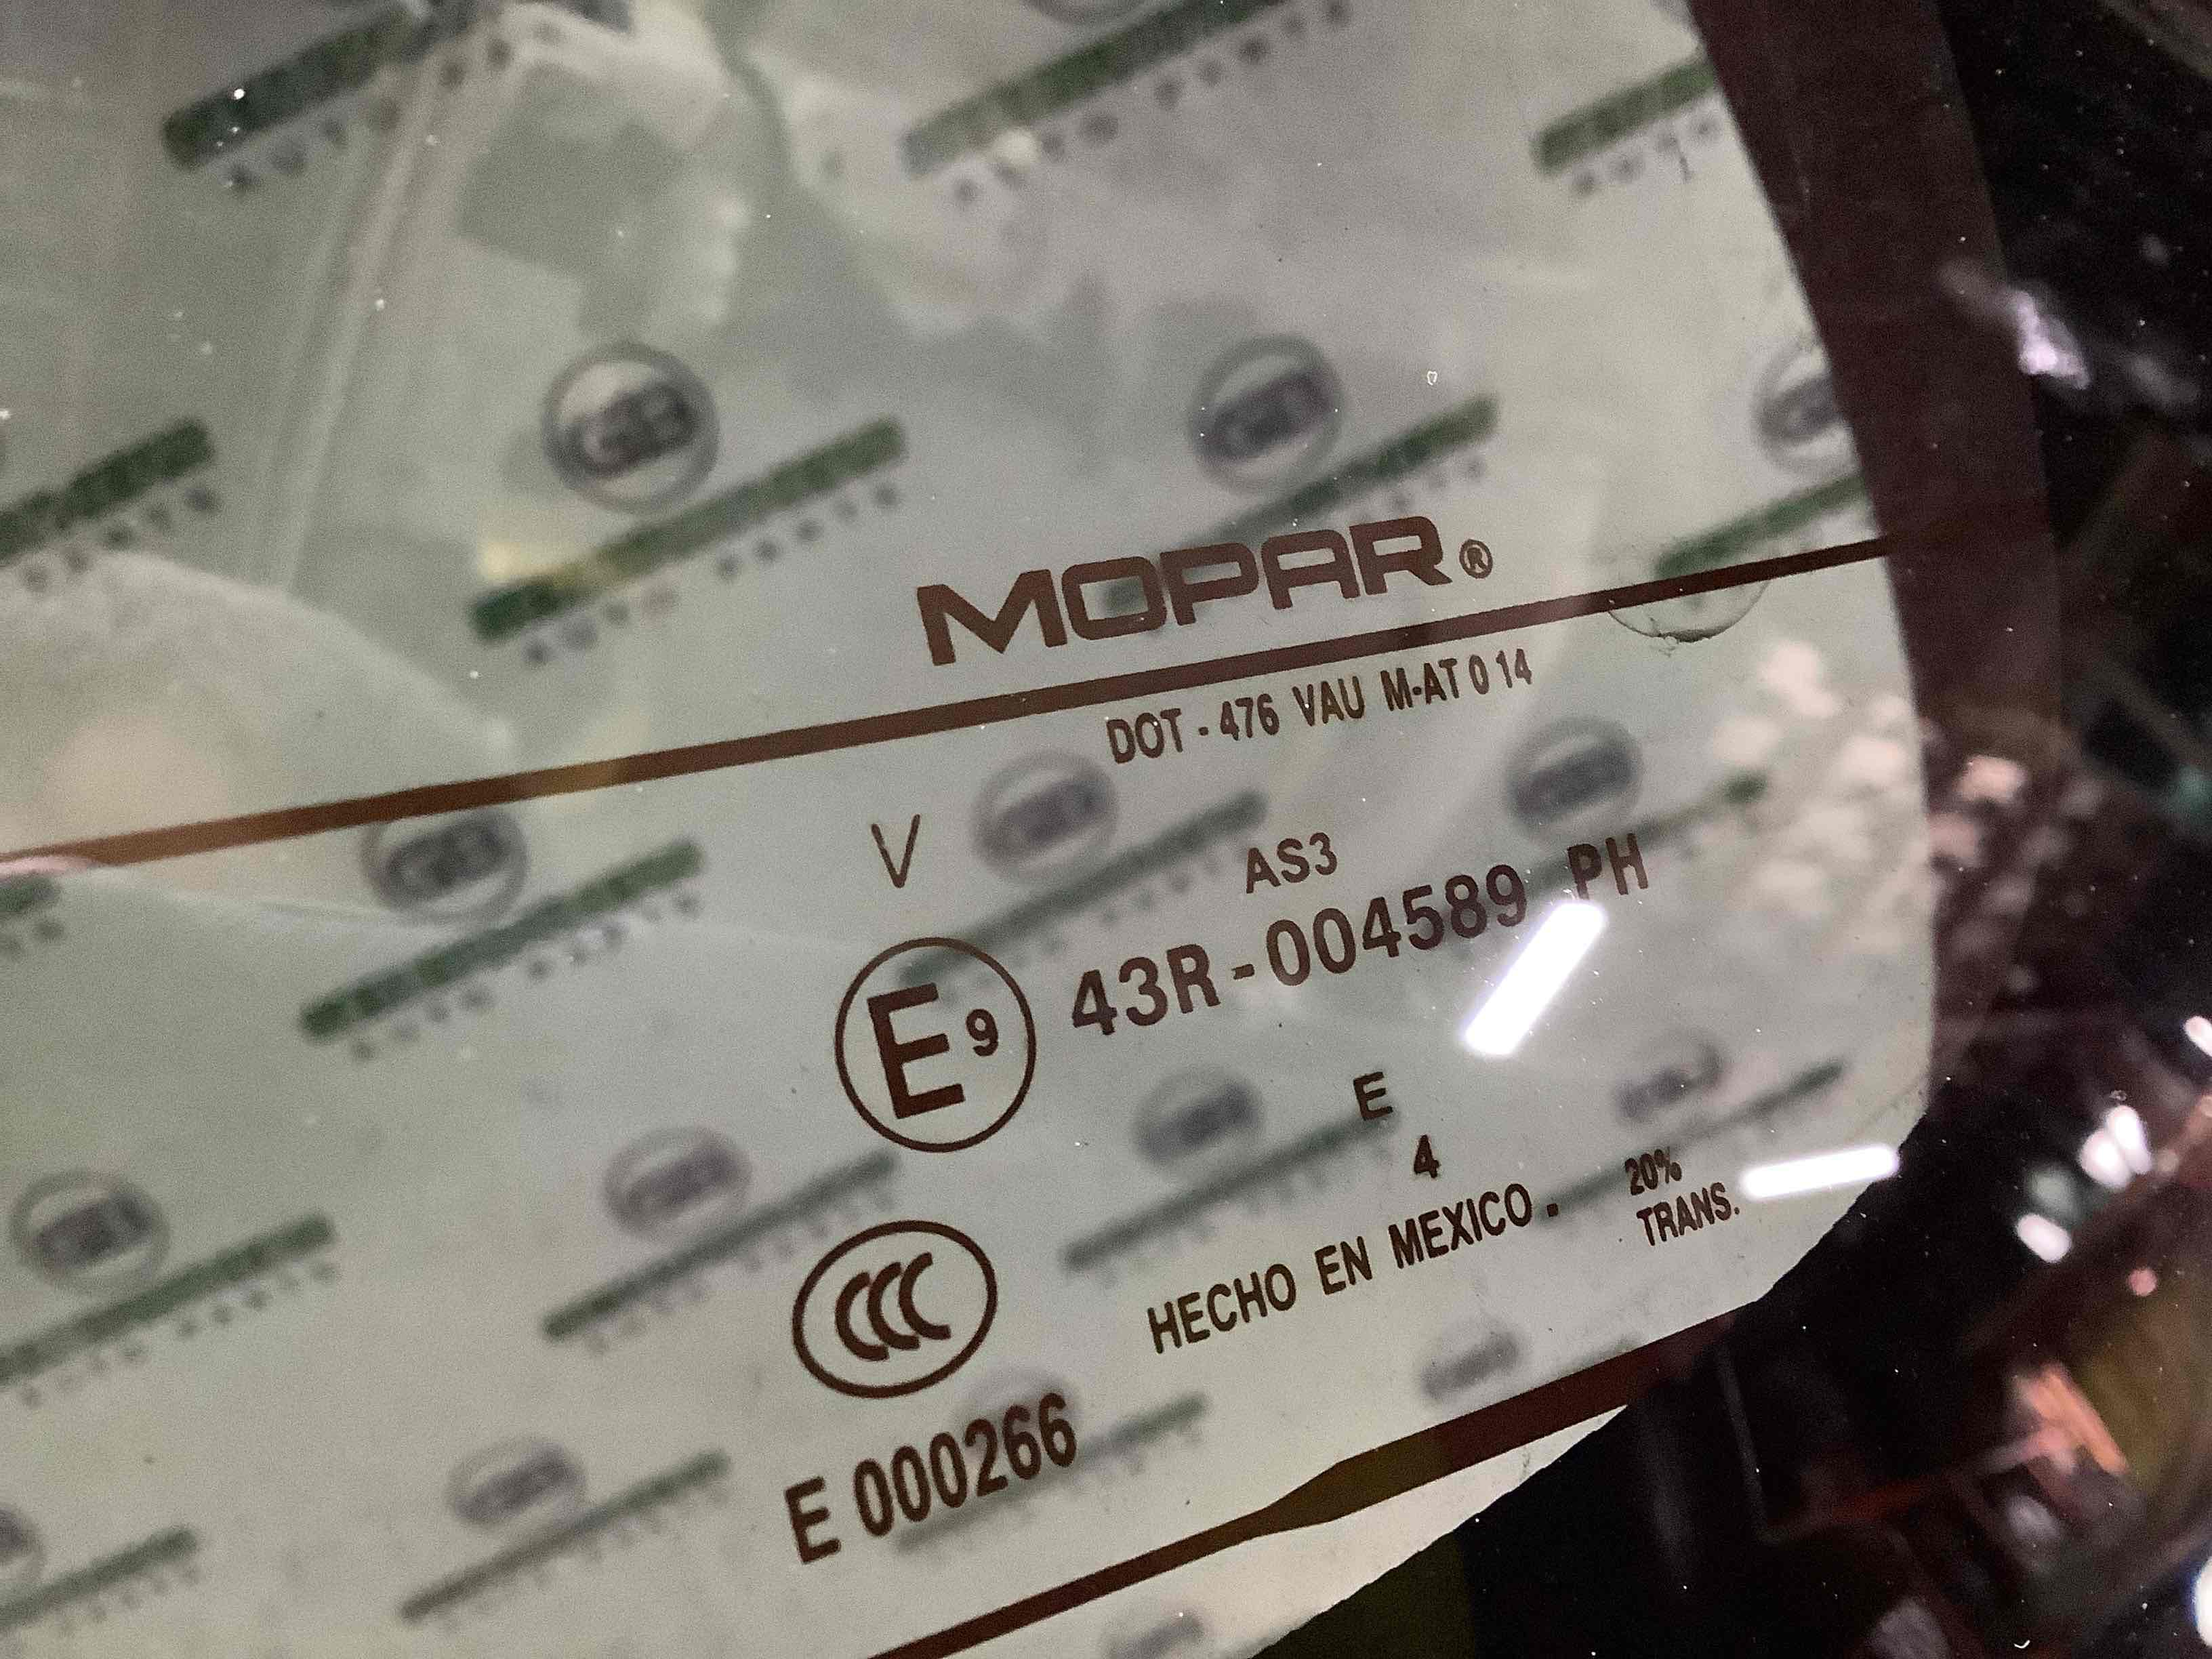 MOPAR®
DOT - 476 VAU M-AT 0 14
V
AS3
E9 43R-004589 PH
E
4
CCC
HECHO EN MEXICO.
20%
TRANS.
E 000266